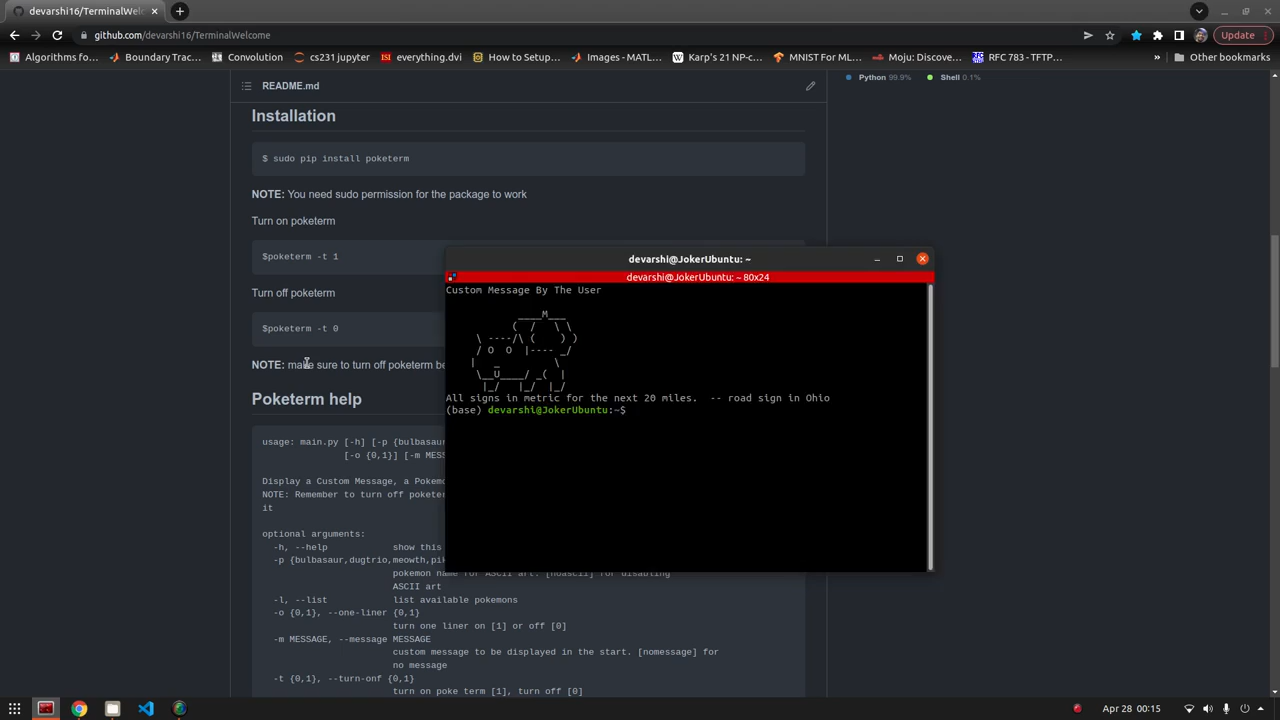 devarshi16/TerminalWelc
github.com/devarshi16/TerminalWelcome
Update
Algorithms fo...
Boundary Trac...
Convolution
cs231 jupyter
everything.dvi
How to Setup...
Images - MATL...
Karp's 21 NP-c...
MNIST For ML...
Moju: Discove...
RFC 783 - TFTP...
»
Other bookmarks
Python 99.9%
Shell 0.1%
README.md
Installation
$ sudo pip install poketerm
NOTE: You need sudo permission for the package to work
Turn on poketerm
$poketerm -t 1
Turn off poketerm
$poketerm -t 0
NOTE: make sure to turn off poketerm be
Poketerm help
usage: main.py [-h] [-p {bulbasaur
[-o {0,1}] [-m MESS
Display a Custom Message, a Pokemo
NOTE: Remember to turn off poketer
it
optional arguments:
-h, --help show this
-p {bulbasaur,dugtrio,meowth,pik
pokemon name for ASCII art. [noascii] for disabling
ASCII art
-l, --list list available pokemons
-o {0,1}, --one-liner {0,1}
turn one liner on [1] or off [0]
-m MESSAGE, --message MESSAGE
custom message to be displayed in the start. [nomessage] for
no message
-t {0,1}, --turn-onf {0,1}
turn on poke term [1], turn off [0]
devarshi@JokerUbuntu: ~
devarshi@JokerUbuntu: ~ 80x24
Custom Message By The User
____M___
( / \ \
\ ----/\ ( ) )
/ O O |---- _/
| _ \
\__U____/ _( |
|_/ |_/ |_/
All signs in metric for the next 20 miles. -- road sign in Ohio
(base) devarshi@JokerUbuntu:~$
Apr 28 00:15